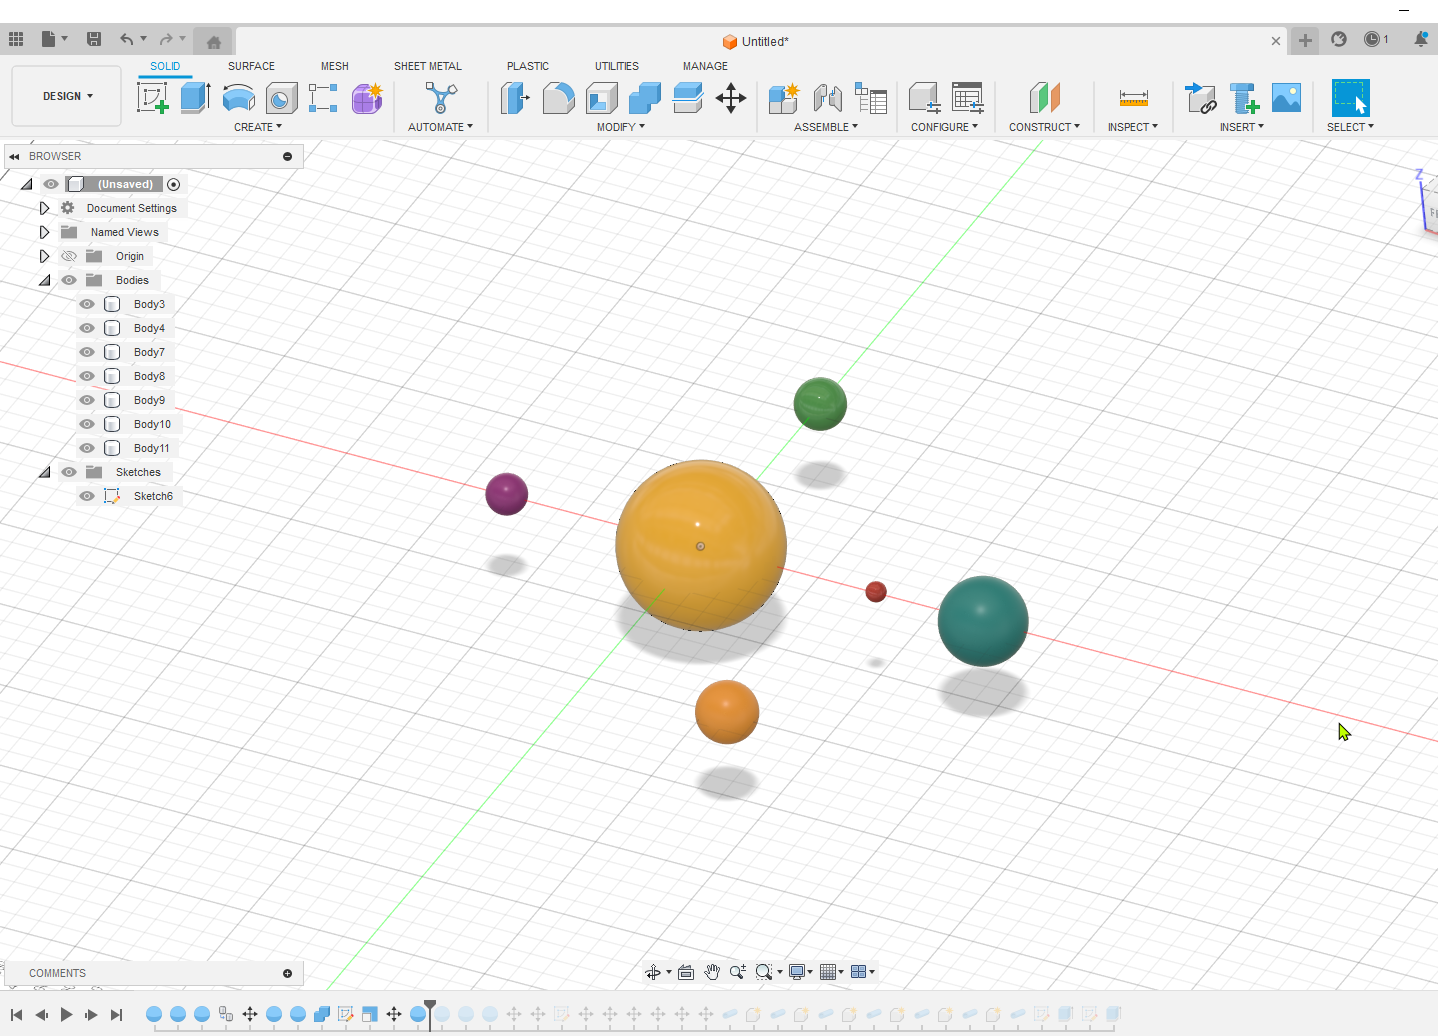 Untitled*
1
DESIGN
SOLID
SURFACE
MESH
SHEET METAL
PLASTIC
UTILITIES
MANAGE
CREATE
AUTOMATE
MODIFY
ASSEMBLE
CONFIGURE
CONSTRUCT
INSPECT
INSERT
SELECT
BROWSER
(Unsaved)
Document Settings
Named Views
Origin
Bodies
Body3
Body4
Body7
Body8
Body9
Body10
Body11
Sketches
Sketch6
Z
COMMENTS